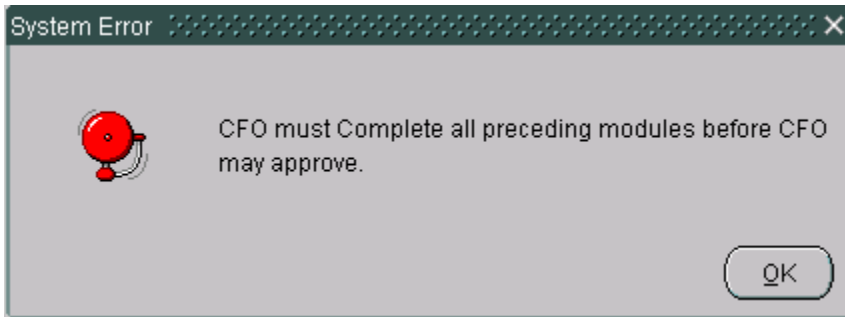 System Error
CFO must Complete all preceding modules before CFO
may approve.
OK